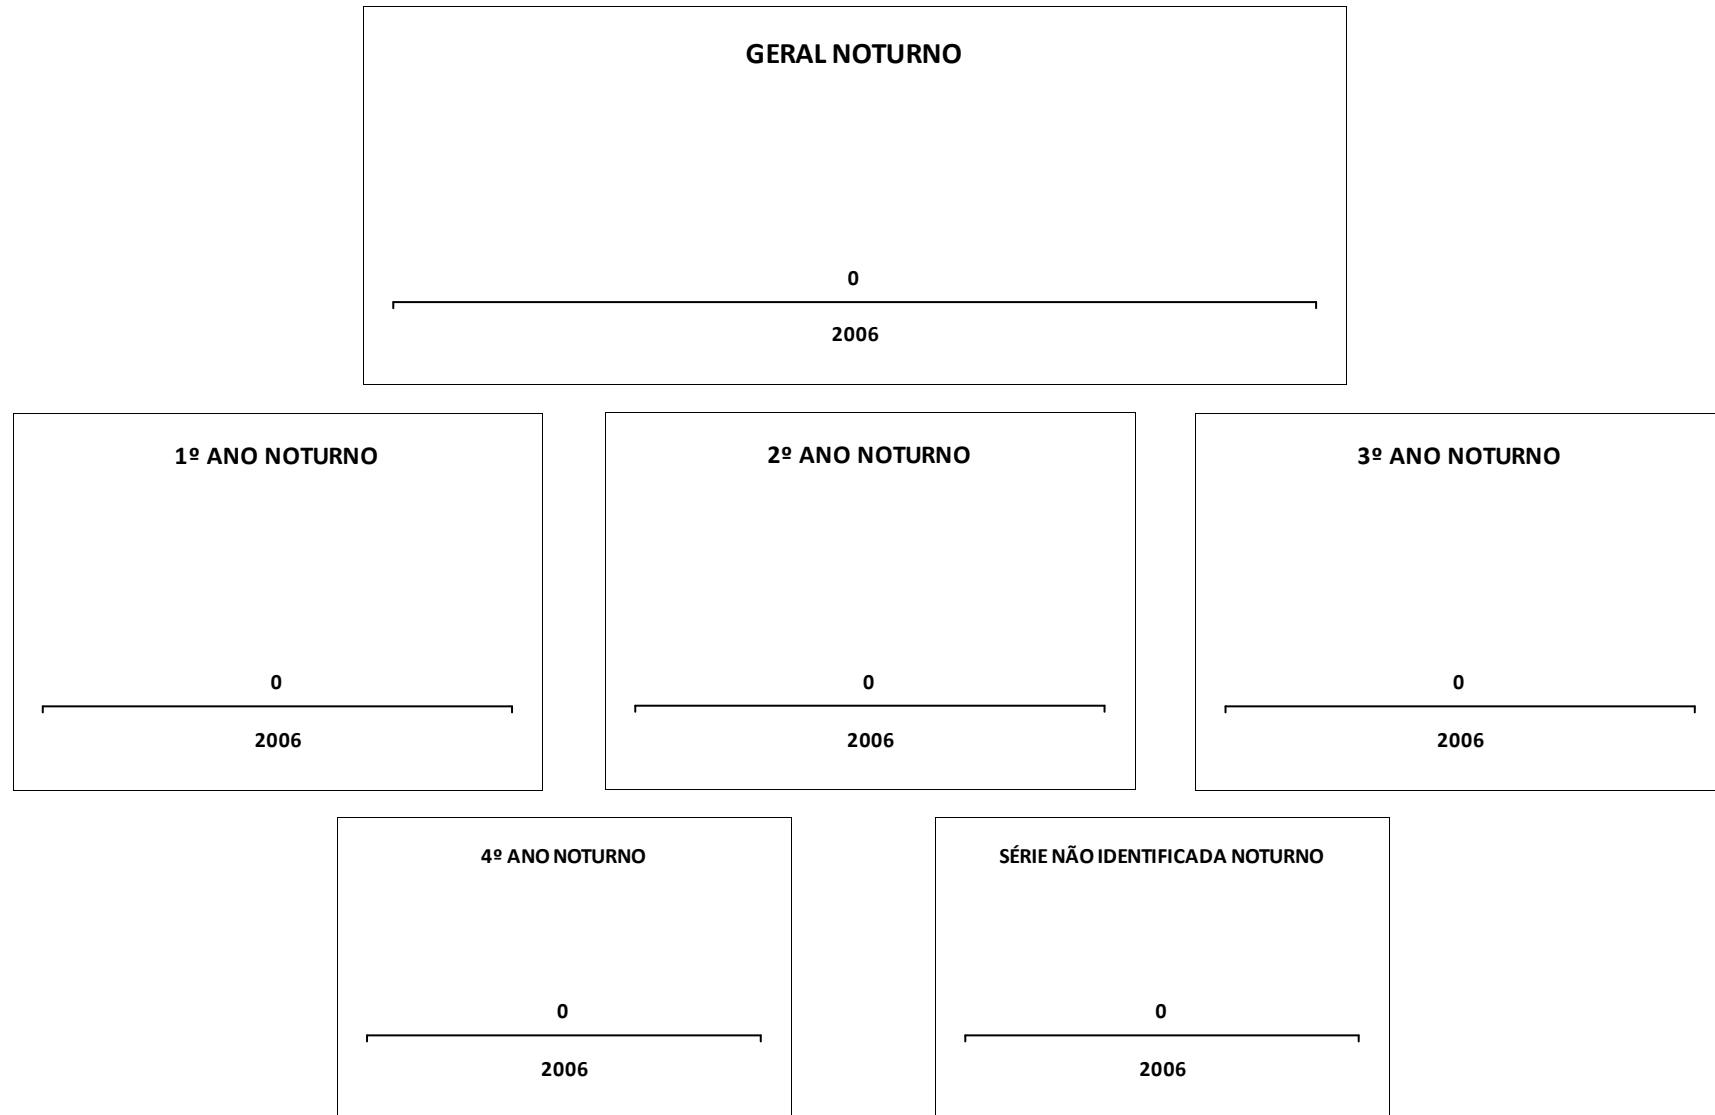 GERAL NOTURNO
0
2006
1º ANO NOTURNO
0
2006
2º ANO NOTURNO
0
2006
3º ANO NOTURNO
0
2006
4º ANO NOTURNO
0
2006
SÉRIE NÃO IDENTIFICADA NOTURNO
0
2006